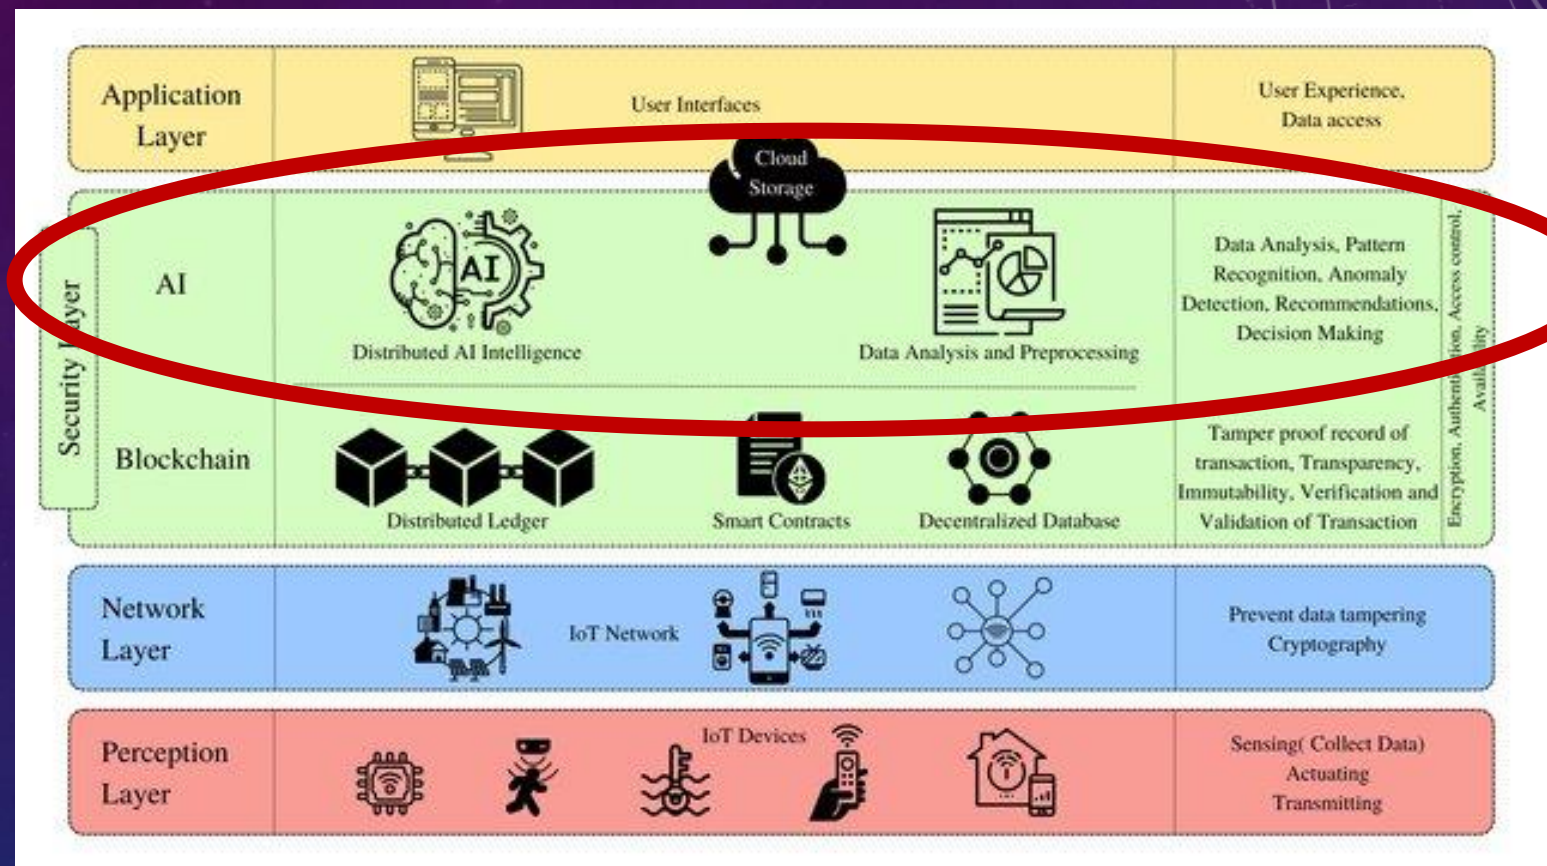 Application
Layer
User Interfaces
User Experience,
Data access
Cloud
Storage
Security Layer
AI
AI
Distributed AI Intelligence
Data Analysis and Preprocessing
Data Analysis, Pattern
Recognition, Anomaly
Detection, Recommendations,
Decision Making
Encryption, Authentication, Access control,
Availability
Blockchain
Distributed Ledger
Smart Contracts
Decentralized Database
Tamper proof record of
transaction, Transparency,
Immutability, Verification and
Validation of Transaction
Network
Layer
IoT Network
Prevent data tampering
Cryptography
Perception
Layer
IoT Devices
Sensing( Collect Data)
Actuating
Transmitting